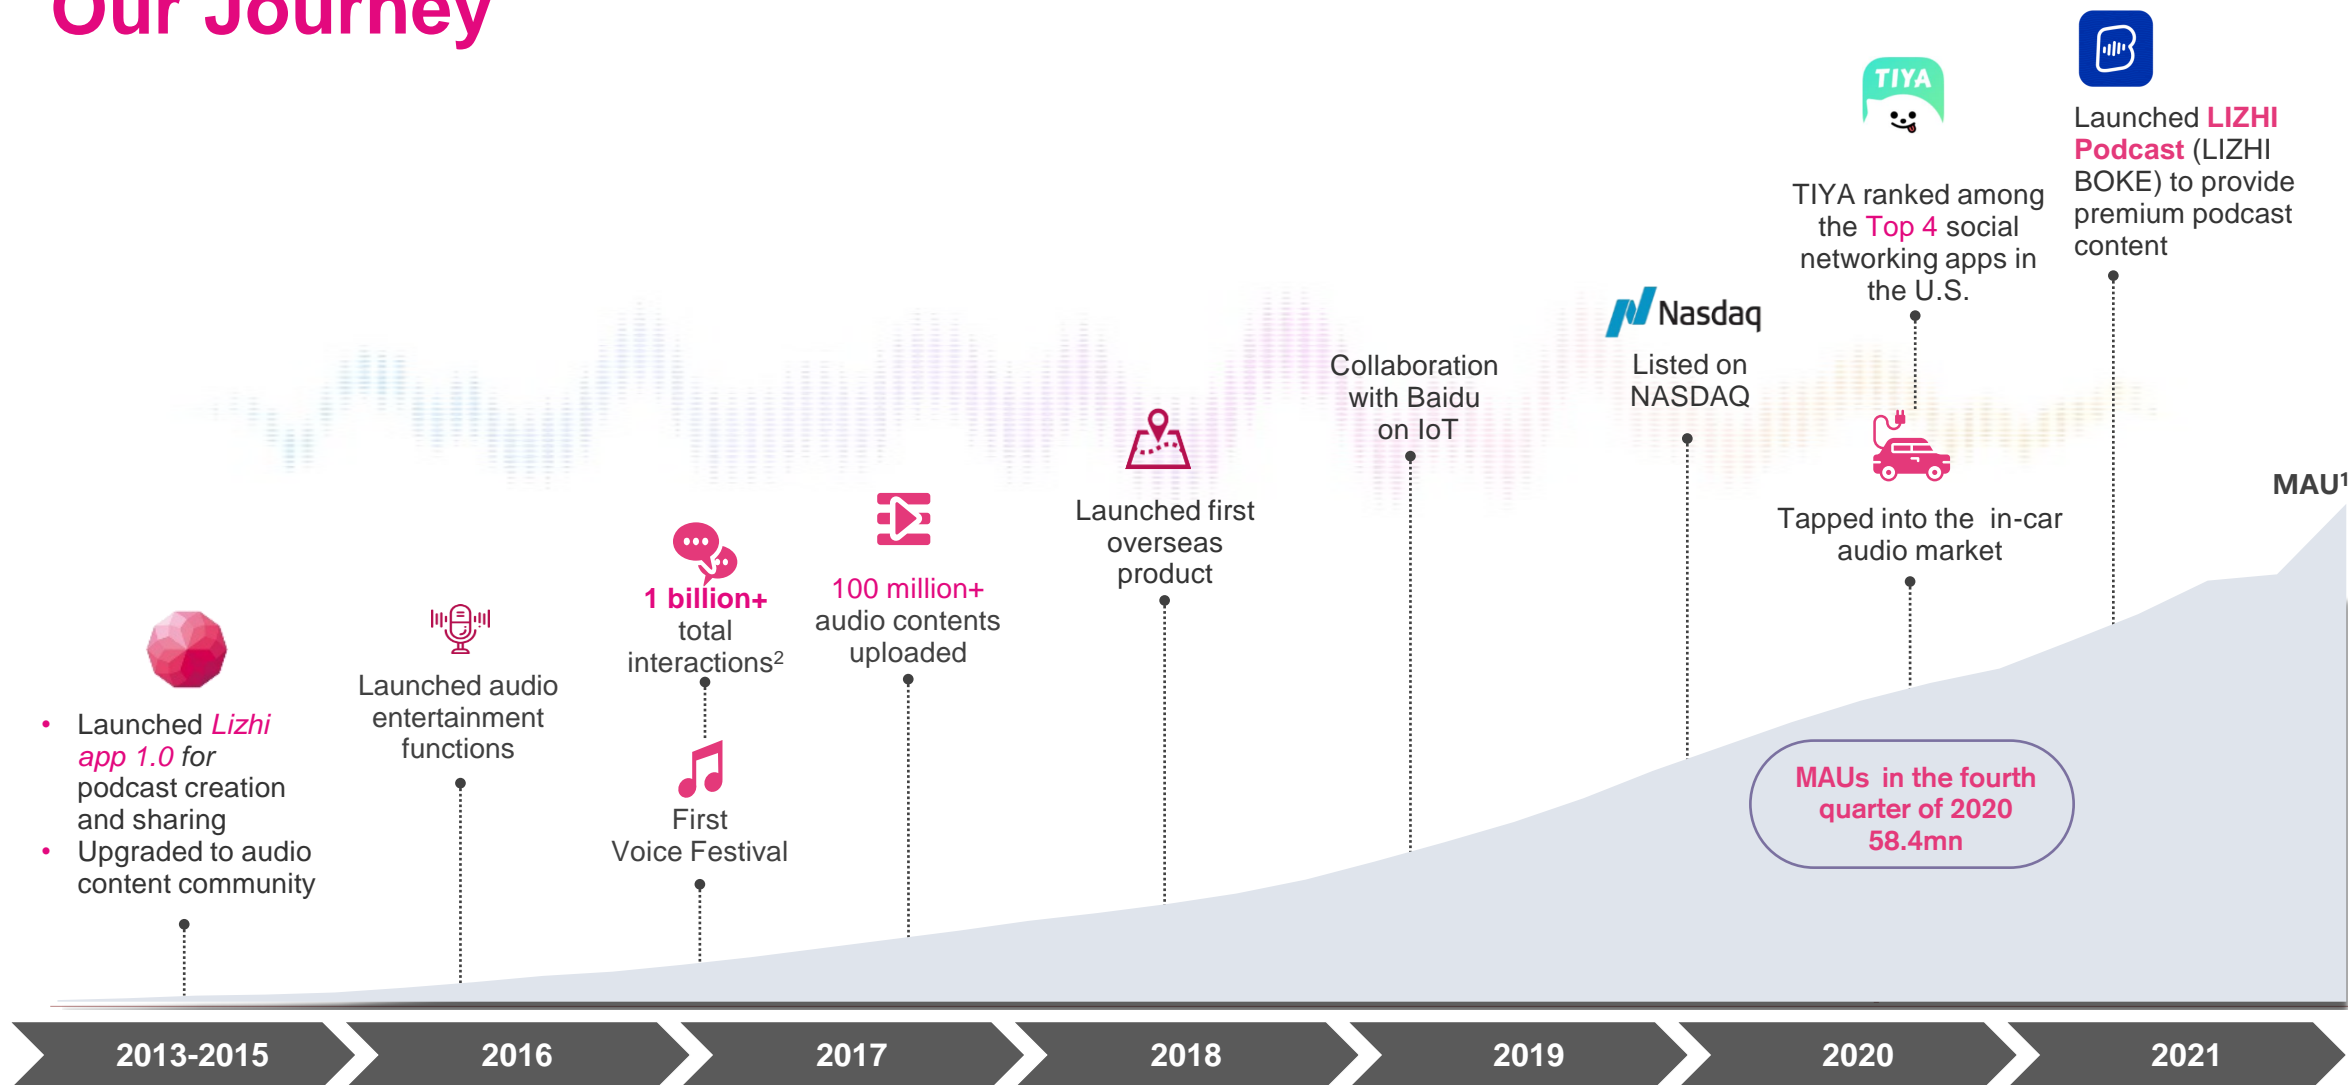 Our Journey
TIYA
Launched LIZHI
Podcast (LIZHI
BOKE) to provide
premium podcast
content
TIYA ranked among
the Top 4 social
networking apps in
the U.S.
Nasdaq
Listed on
NASDAQ
Collaboration
with Baidu
on IoT
Tapped into the in-car
audio market
MAU¹
Launched first
overseas
product
1 billion+
total
interactions²
100 million+
audio contents
uploaded
Launched audio
entertainment
functions
• Launched Lizhi
app 1.0 for
podcast creation
and sharing
• Upgraded to audio
content community
First
Voice Festival
MAUs in the fourth
quarter of 2020
58.4mn
2013-2015
2016
2017
2018
2019
2020
2021